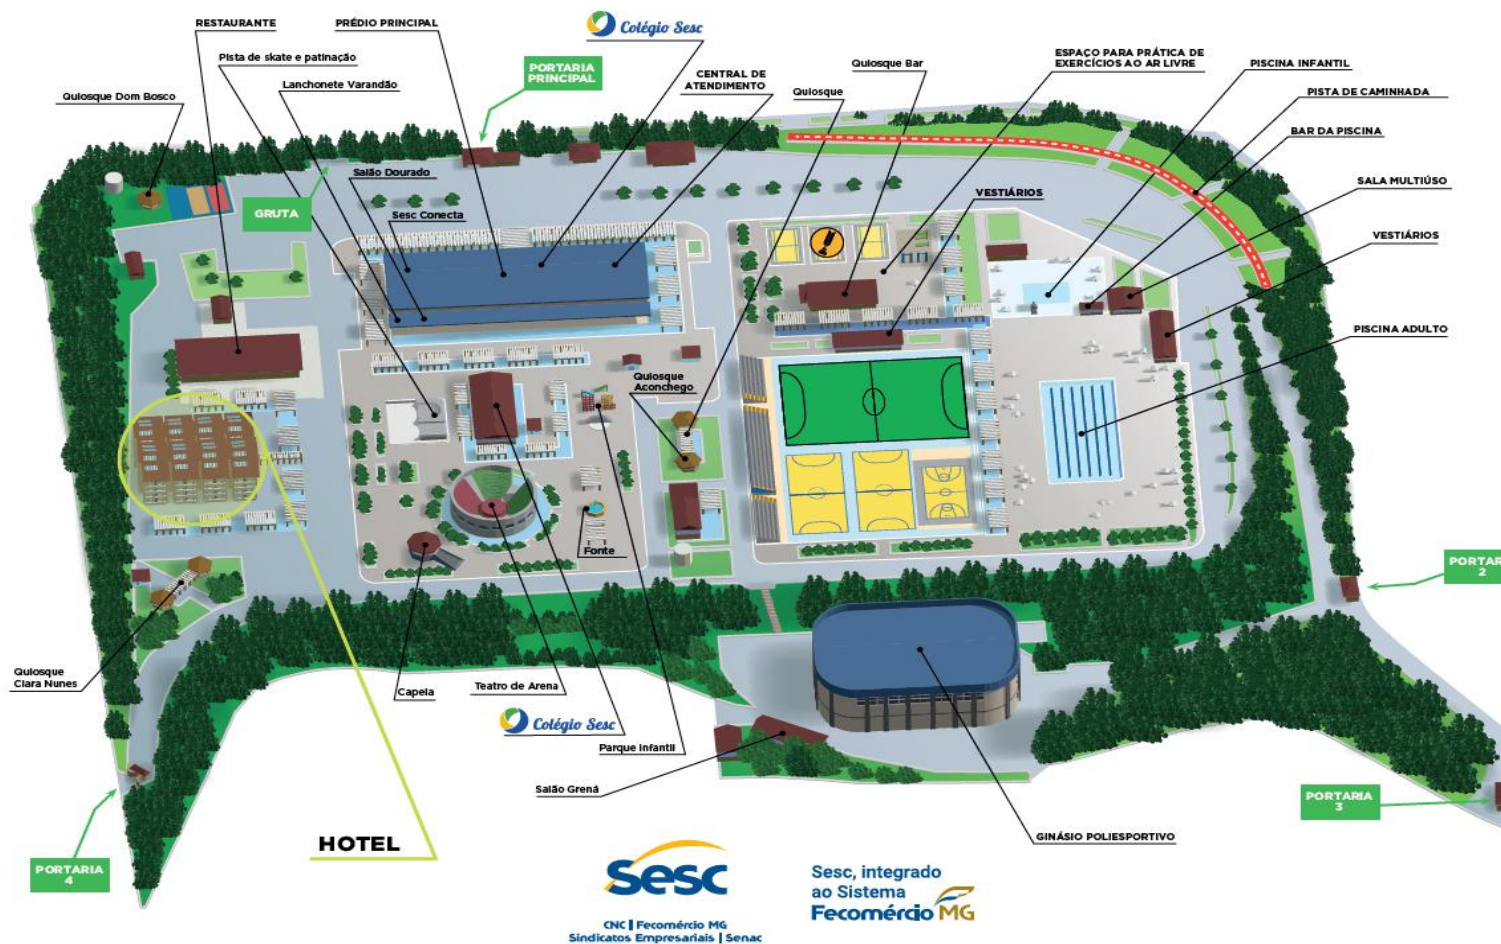 RESTAURANTE
PRÉDIO PRINCIPAL
Colégio Sesc
Pista de skate e patinação
PORTARIA
PRINCIPAL
Lanchonete Varandão
Quiosque Dom Bosco
CENTRAL DE
ATENDIMENTO
Quiosque Bar
Quiosque
ESPAÇO PARA PRÁTICA DE
EXERCÍCIOS AO AR LIVRE
PISCINA INFANTIL
PISTA DE CAMINHADA
BAR DA PISCINA
SALA MULTIÚSO
VESTIÁRIOS
VESTIÁRIOS
PISCINA ADULTO
Salão Dourado
GRUTA
Sesc Conecta
Quiosque
Aconchego
Fonte
Quiosque
Clara Nunes
Capela
Teatro de Arena
Colégio Sesc
Parque Infantil
Salão Grená
PORTAR
2
PORTARIA
3
GINÁSIO POLIESPORTIVO
HOTEL
PORTARIA
4
Sesc
CNC | Fecomércio MG
Sindicatos Empresariais | Senac
Sesc, integrado
ao Sistema
Fecomércio MG